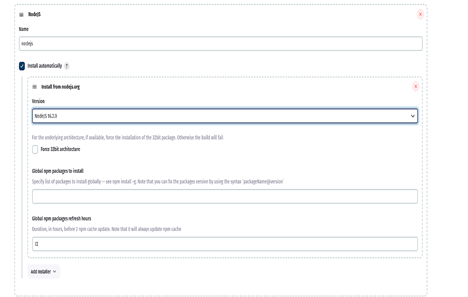 NodeJS
Name
nodejs
Install automatically ?
Install from nodejs.org
Version
NodeJS 14.2.0
For the underlying architecture, if available, force the installation of the 32bit package. Otherwise the build will fail
Force 32bit architecture
Global npm packages to install
Specify list of packages to install globally -- see npm install -g. Note that you can fix the packages version by using the syntax `packageName@version`
Global npm packages refresh hours
Duration, in hours, before 2 npm cache update. Note that 0 will always update npm cache
72
Add Installer